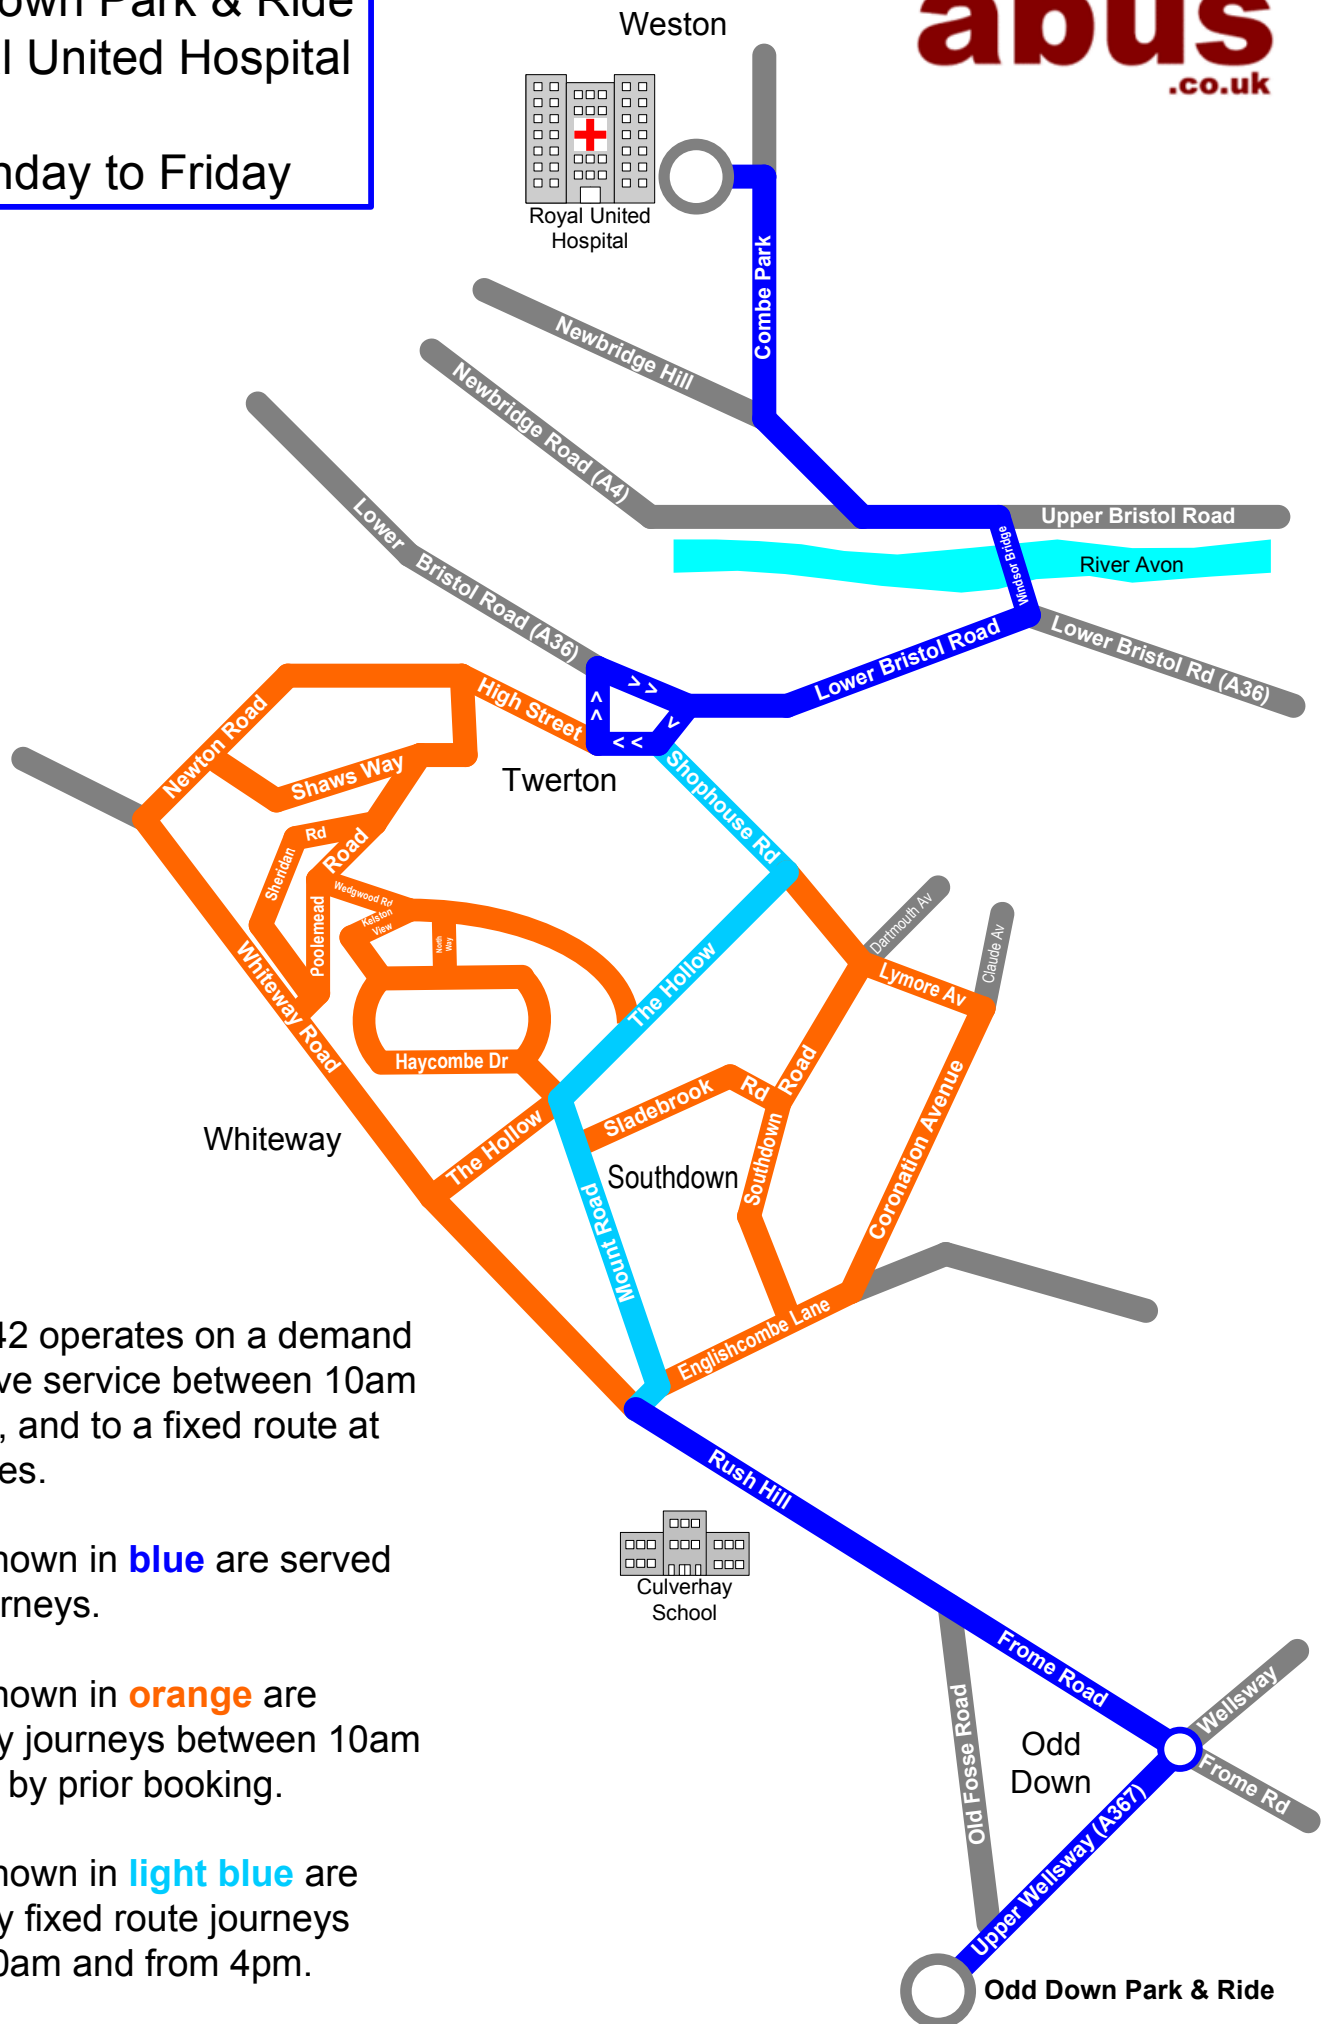 own Park & Ride
l United Hospital
nday to Friday
abus
.co.uk
Weston
Royal United
Hospital
Combe Park
Newbridge Hill
Newbridge Road (A4)
Upper Bristol Road
River Avon
Windsor Bridge
Lower Bristol Road (A36)
Lower Bristol Road
Lower Bristol Rd (A36)
> >
^ ^
< <
v
High Street
Newton Road
Shaws Way
Twerton
Shophouse Rd
Sheridan Rd
Poolemead Road
Wedgwood Rd
Kelston
View
North
Way
Dartmouth Av
Claude Av
Lymore Av
Whiteway Road
The Hollow
Haycombe Dr
Sladebrook Rd
Southdown Road
Coronation Avenue
Whiteway
The Hollow
Southdown
Mount Road
Englishcombe Lane
42 operates on a demand
ve service between 10am
, and to a fixed route at
es.
Rush Hill
hown in blue are served
rneys.
Culverhay
School
Frome Road
hown in orange are
y journeys between 10am
by prior booking.
Old Fosse Road
Odd
Down
Wellsway
Frome Rd
Upper Wellsway (A367)
hown in light blue are
y fixed route journeys
0am and from 4pm.
Odd Down Park & Ride